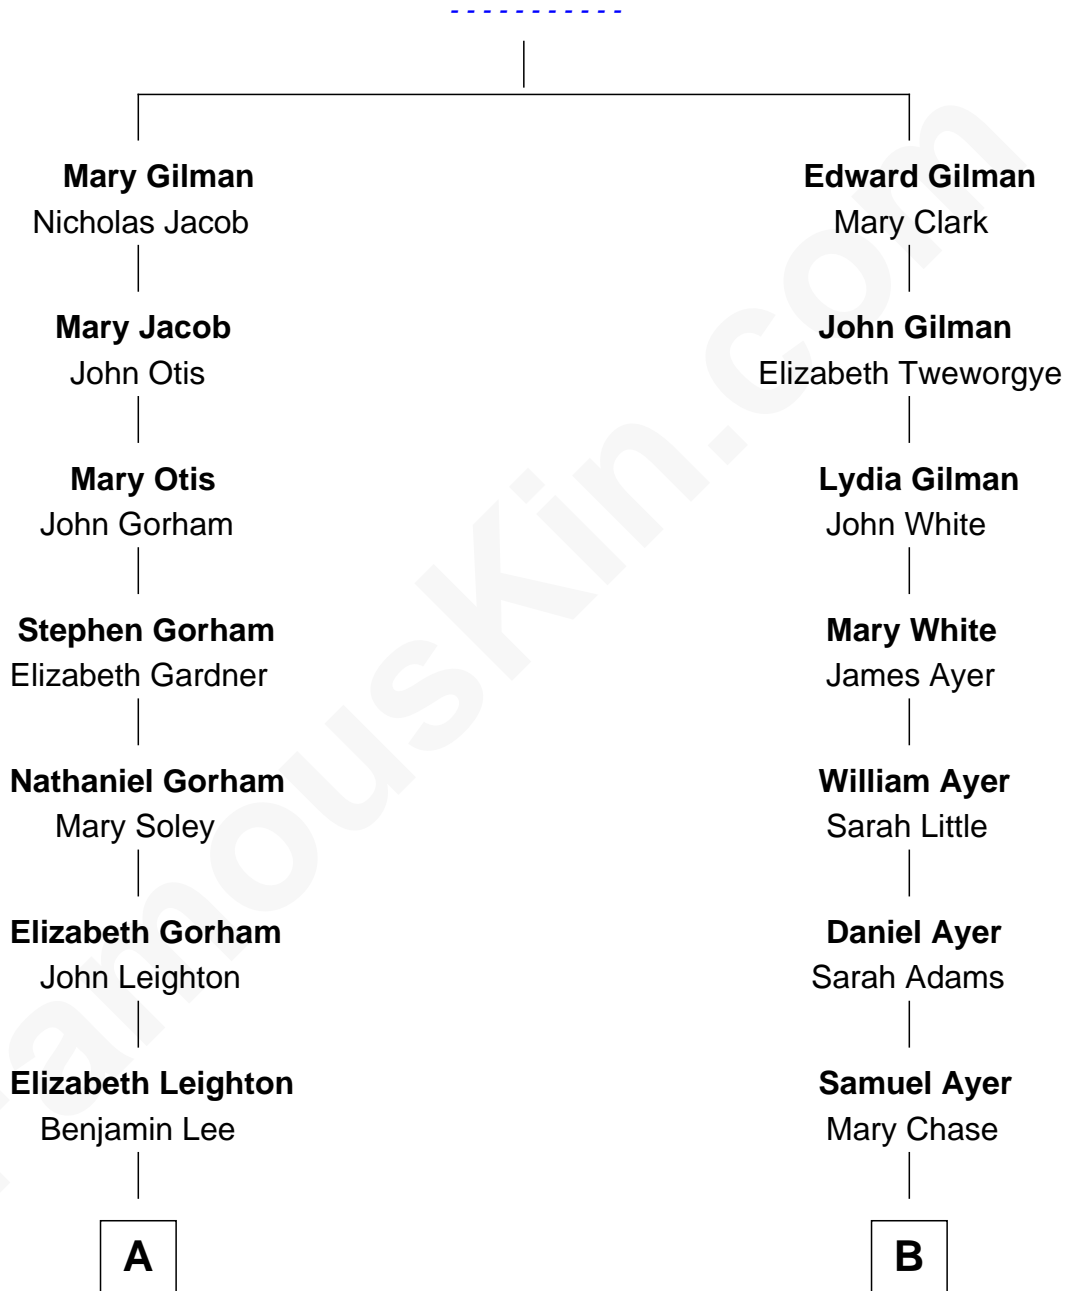 - - - - - - - - - - -
Mary Gilman
Nicholas Jacob
Mary Jacob
John Otis
Mary Otis
John Gorham
Stephen Gorham
Elizabeth Gardner
Nathaniel Gorham
Mary Soley
Elizabeth Gorham
John Leighton
Elizabeth Leighton
Benjamin Lee
A
Edward Gilman
Mary Clark
John Gilman
Elizabeth Tweworgye
Lydia Gilman
John White
Mary White
James Ayer
William Ayer
Sarah Little
Daniel Ayer
Sarah Adams
Samuel Ayer
Mary Chase
B
FamousKin.com